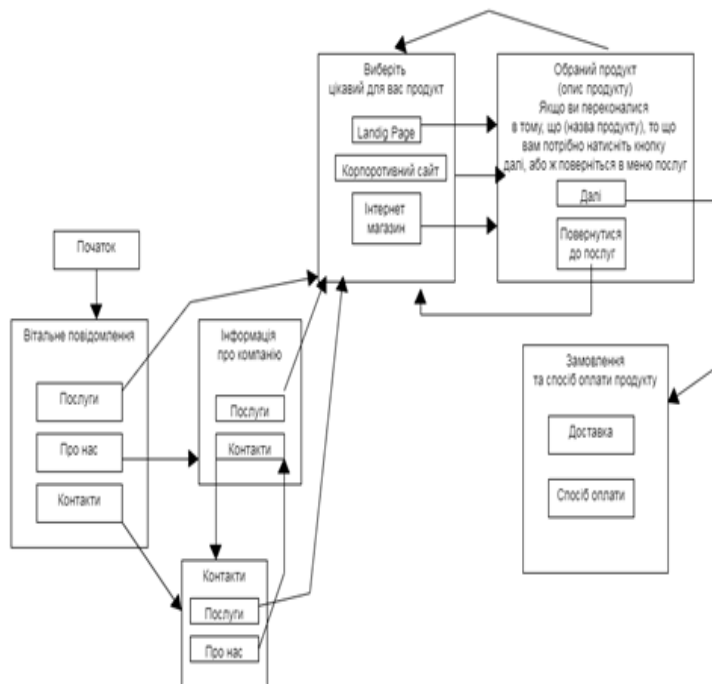 Початок
Вітальне повідомлення
Послуги
Про нас
Контакти
Інформація
про компанію
Послуги
Контакти
Контакти
Послуги
Про нас
Виберіть
цікавий для вас продукт
Landig Page
Корпоротивний сайт
Інтернет
магазин
Обраний продукт
(опис продукту)
Якщо ви переконалися
в тому, що (назва продукту), то що
вам потрібно натисніть кнопку
далі, або ж поверніться в меню послуг
Далі
Повернутися
до послуг
Замовлення
та спосіб оплати продукту
Доставка
Спосіб оплати